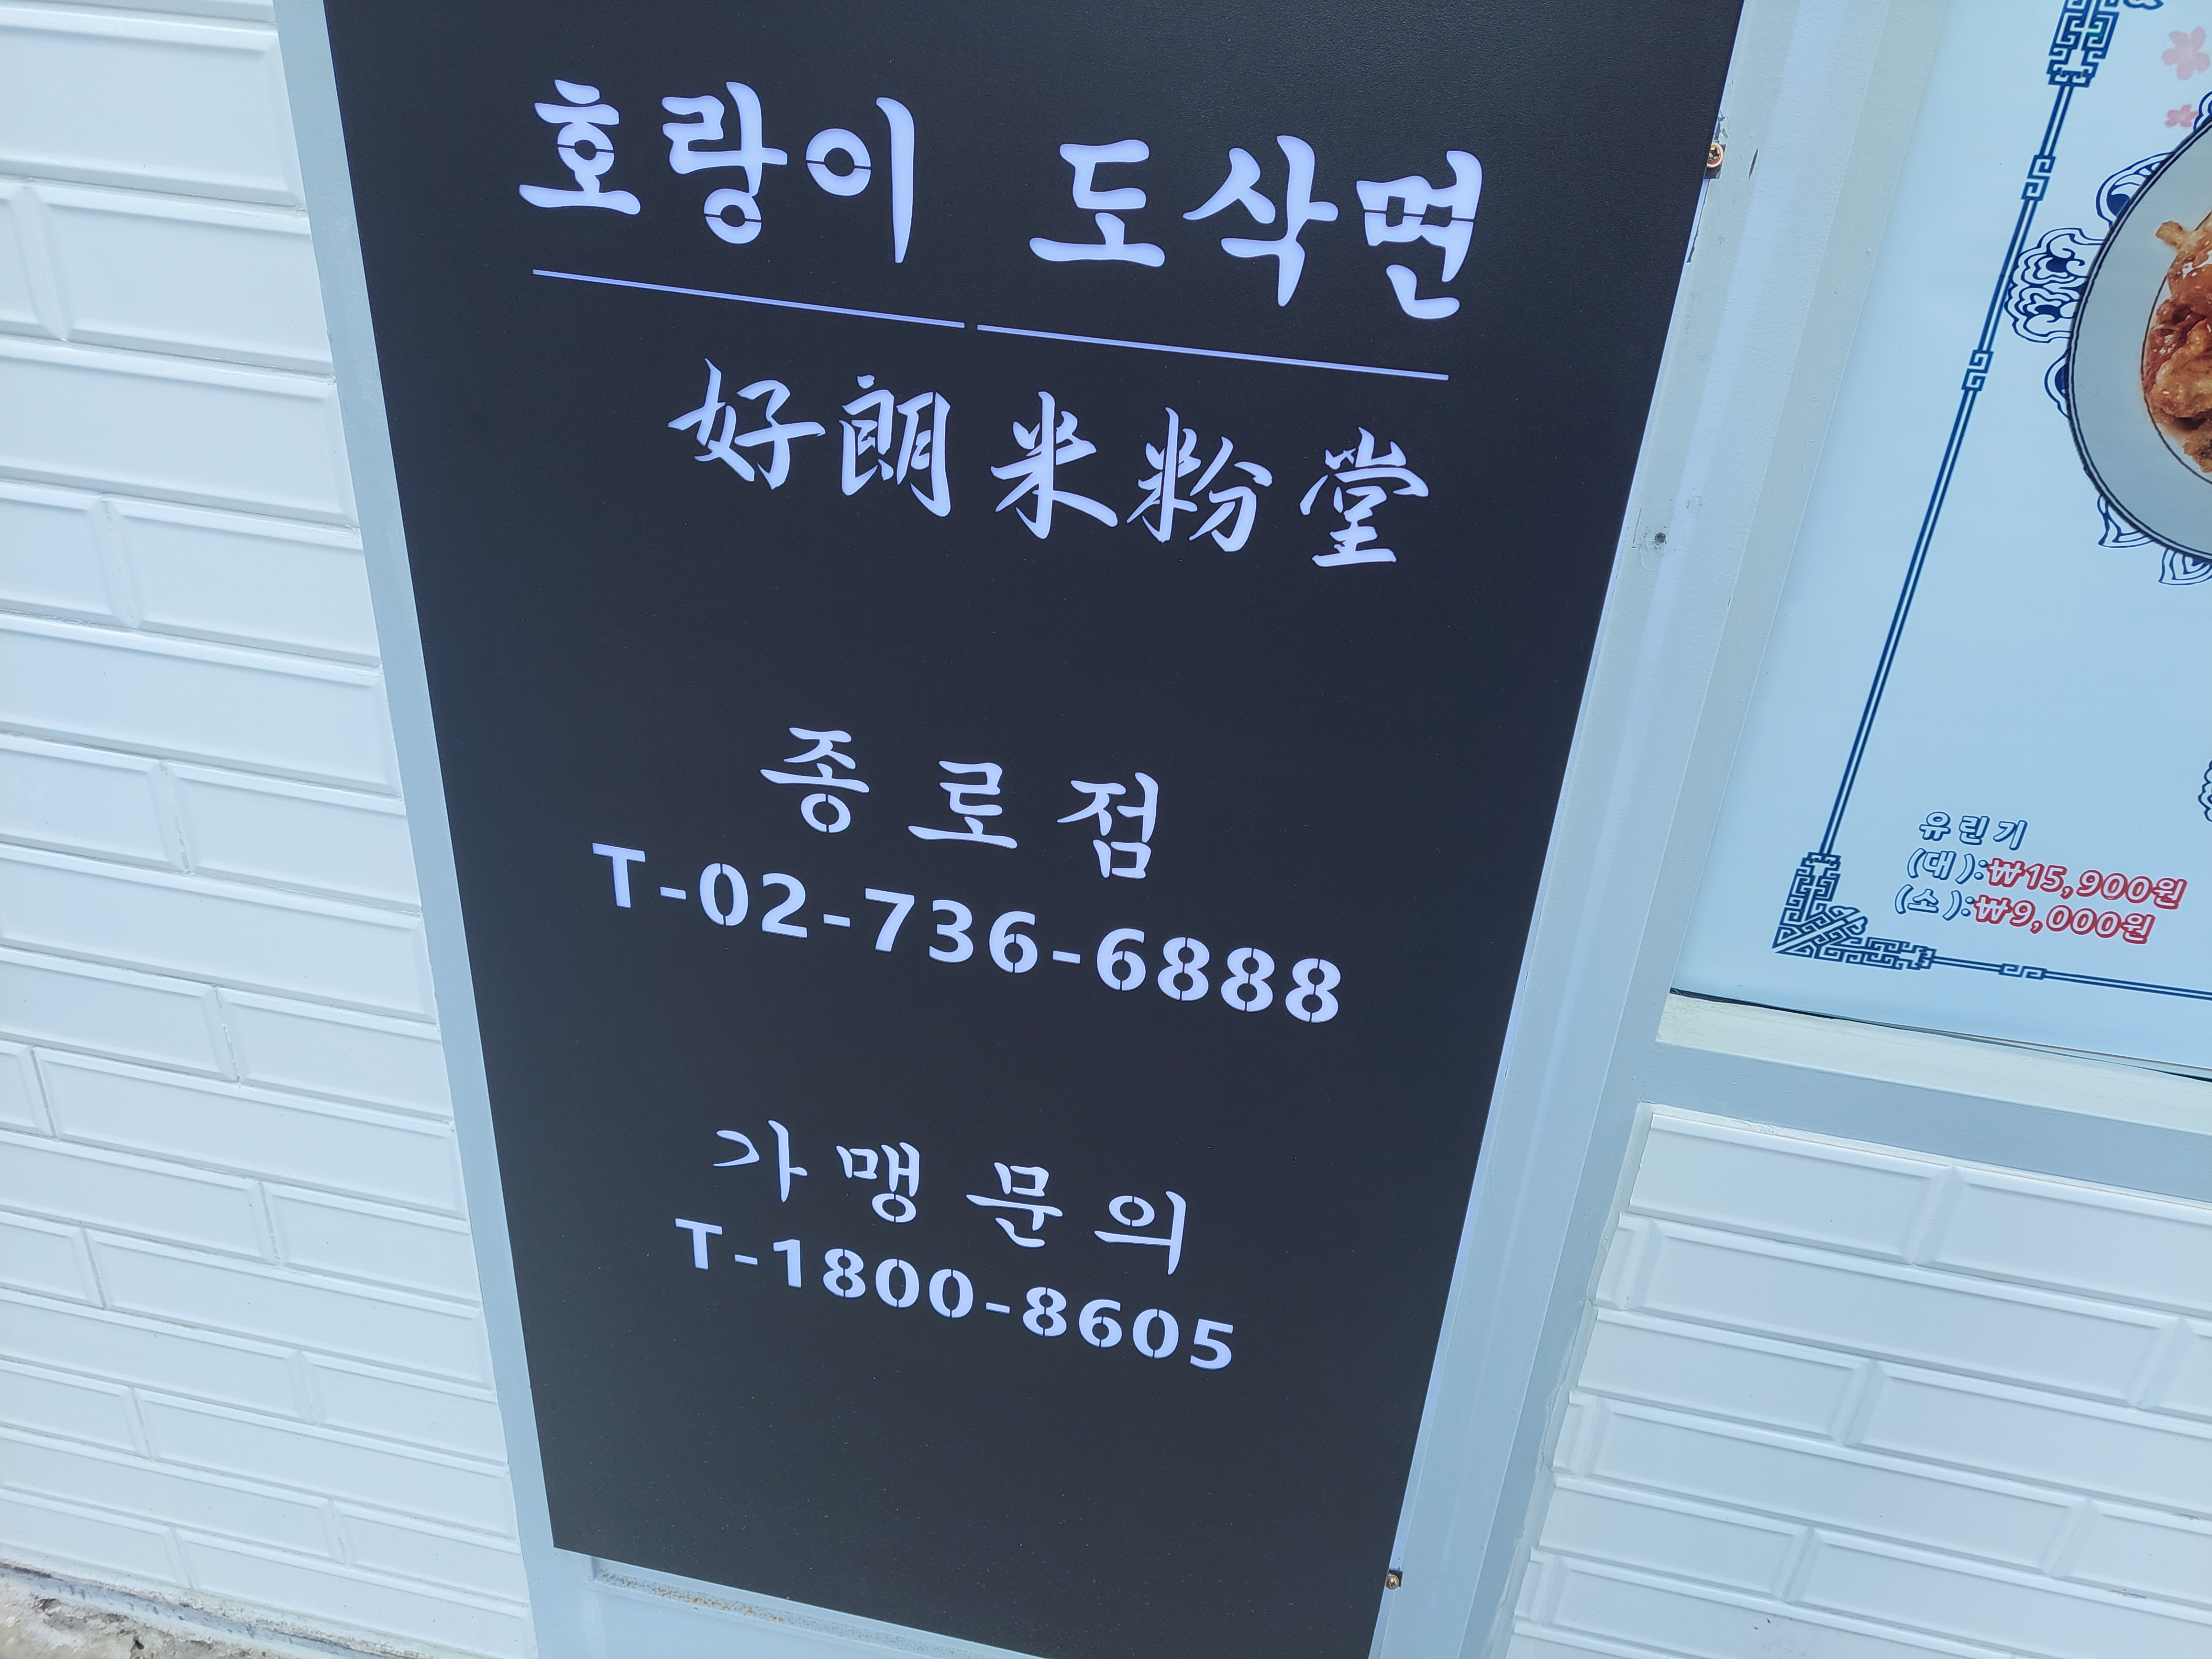 호랑이 도삭면
好朗米粉堂
종로점
T-02-736-6888
가맹문의
T-1800-8605
유린기
(대):₩15,900원
(소):₩9,000원